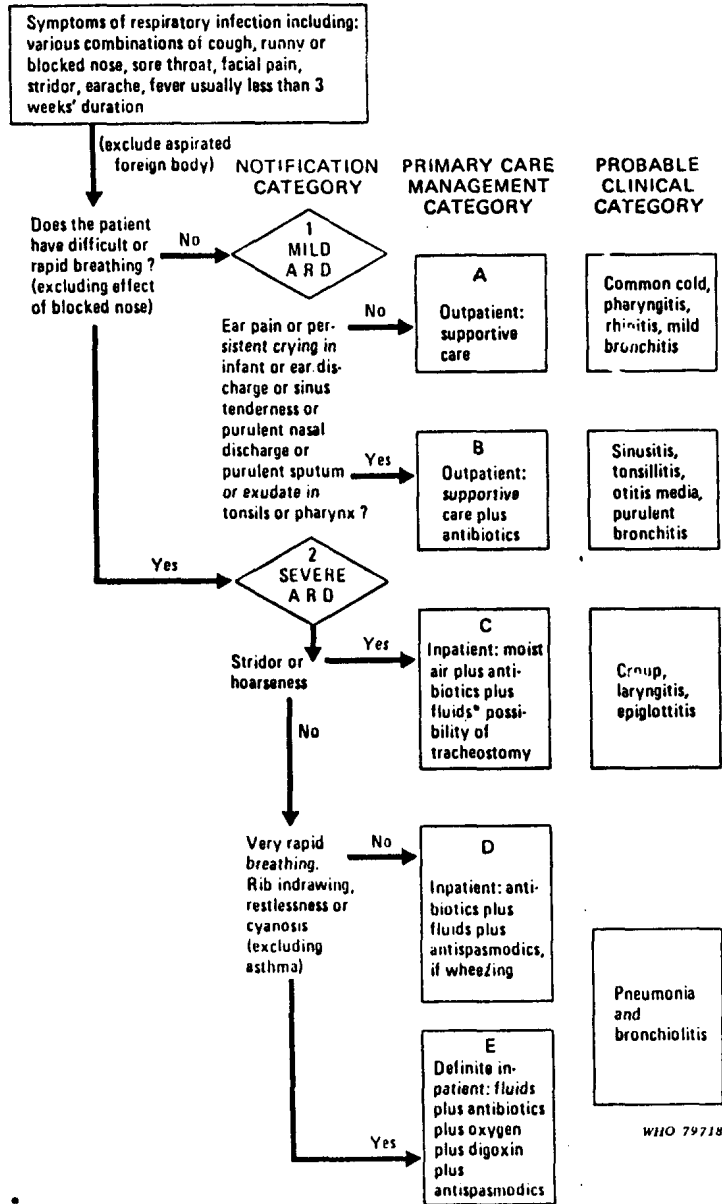 Symptoms of respiratory infection including:
various combinations of cough, runny or
blocked nose, sore throat, facial pain,
stridor, earache, fever usually less than 3
weeks' duration
(exclude aspirated
foreign body)
NOTIFICATION
CATEGORY
PRIMARY CARE
MANAGEMENT
CATEGORY
PROBABLE
CLINICAL
CATEGORY
Does the patient
have difficult or
rapid breathing ?
(excluding effect
of blocked nose)
No
1
MILD
A R D
Ear pain or per-
sistent crying in
infant or ear dis-
charge or sinus
tenderness or
purulent nasal
discharge or
purulent sputum
or exudate in
tonsils or pharynx ?
No
A
Outpatient:
supportive
care
Common cold,
pharyngitis,
rhinitis, mild
bronchitis
Yes
B
Outpatient:
supportive
care plus
antibiotics
Sinusitis,
tonsillitis,
otitis media,
purulent
bronchitis
Yes
2
SEVERE
A R D
Stridor or
hoarseness
Yes
C
Inpatient: moist
air plus anti-
biotics plus
fluids* possi-
bility of
tracheostomy
Croup,
laryngitis,
epiglottitis
No
Very rapid
breathing.
Rib indrawing,
restlessness or
cyanosis
(excluding
asthma)
No
D
Inpatient: anti-
biotics plus
fluids plus
antispasmodics,
if wheezing
Pneumonia
and
bronchiolitis
Yes
E
Definite in-
patient: fluids
plus antibiotics
plus oxygen
plus digoxin
plus
antispasmodics
WHO 79718